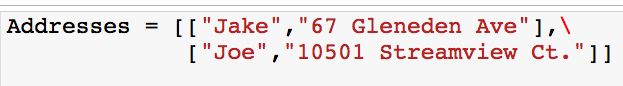 Addresses = [["Jake","67 Gleneden Ave"],\
["Joe","10501 Streamview Ct."]]